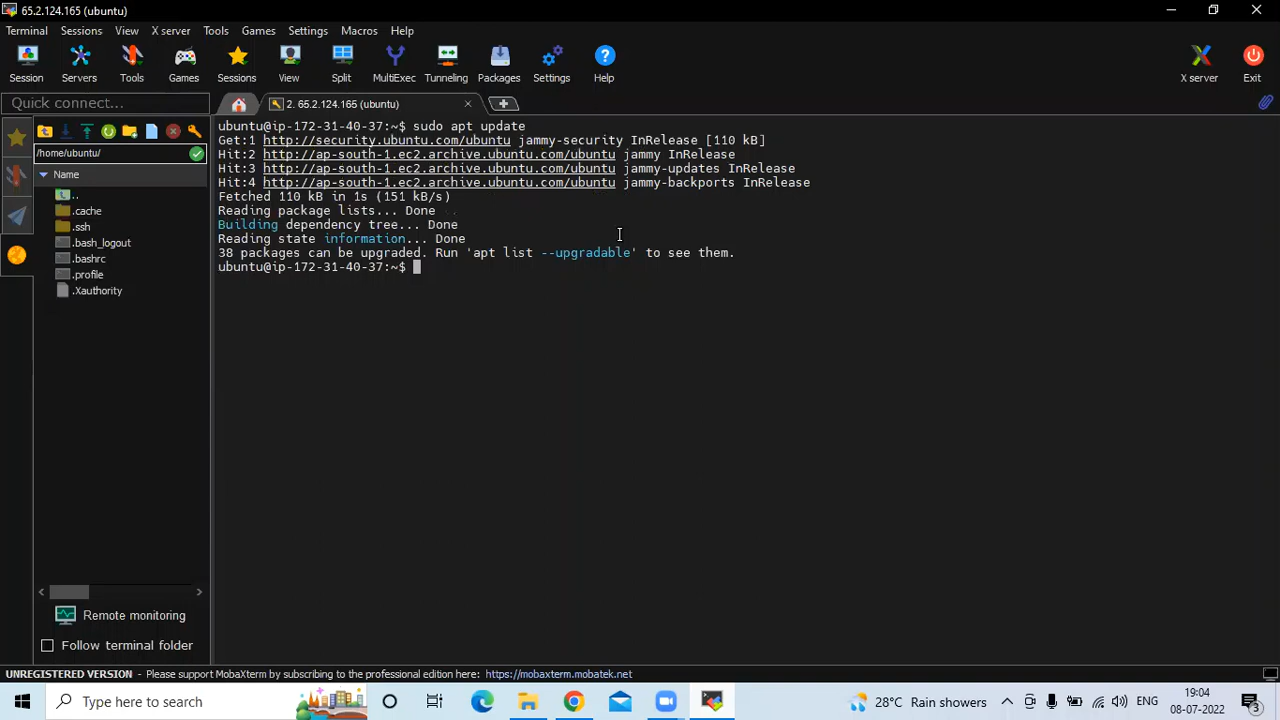 65.2.124.165 (ubuntu)
Terminal Sessions View X server Tools Games Settings Macros Help
Session Servers Tools Games Sessions View Split MultiExec Tunneling Packages Settings Help X server Exit
Quick connect...
2. 65.2.124.165 (ubuntu)
/home/ubuntu/
Name
..
.cache
.ssh
.bash_logout
.bashrc
.profile
.Xauthority
Remote monitoring
Follow terminal folder
ubuntu@ip-172-31-40-37:~$ sudo apt update
Get:1 http://security.ubuntu.com/ubuntu jammy-security InRelease [110 kB]
Hit:2 http://ap-south-1.ec2.archive.ubuntu.com/ubuntu jammy InRelease
Hit:3 http://ap-south-1.ec2.archive.ubuntu.com/ubuntu jammy-updates InRelease
Hit:4 http://ap-south-1.ec2.archive.ubuntu.com/ubuntu jammy-backports InRelease
Fetched 110 kB in 1s (151 kB/s)
Reading package lists... Done
Building dependency tree... Done
Reading state information... Done
38 packages can be upgraded. Run 'apt list --upgradable' to see them.
ubuntu@ip-172-31-40-37:~$
UNREGISTERED VERSION - Please support MobaXterm by subscribing to the professional edition here: https://mobaxterm.mobatek.net
Type here to search
28°C Rain showers
ENG
19:04
08-07-2022
3